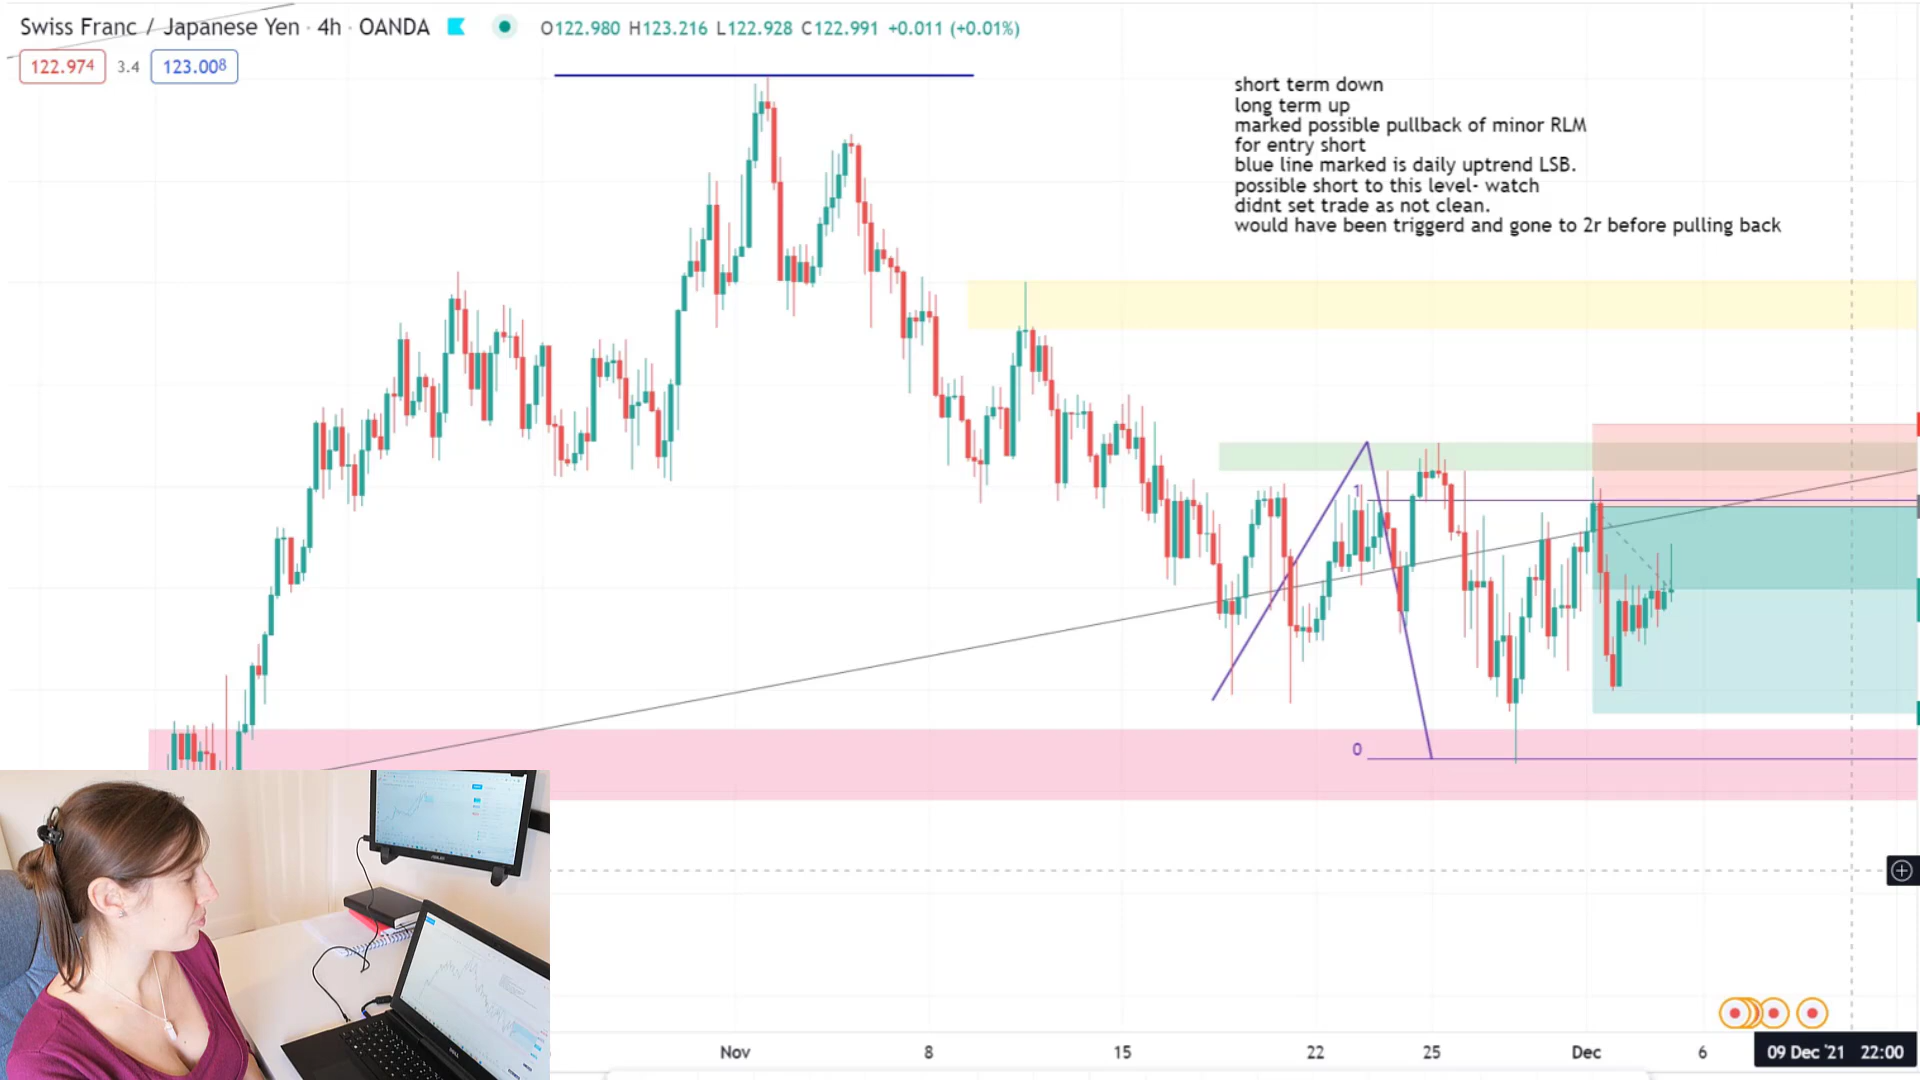 Swiss Franc / Japanese Yen · 4h · OANDA O122.980 H123.216 L122.928 C122.991 +0.011 (+0.01%)
122.974 3.4 123.008
short term down
long term up
marked possible pullback of minor RLM
for entry short
blue line marked is daily uptrend LSB.
possible short to this level- watch
didnt set trade as not clean.
would have been triggerd and gone to 2r before pulling back
1
0
Nov 8 15 22 25 Dec 6 09 Dec '21 22:00